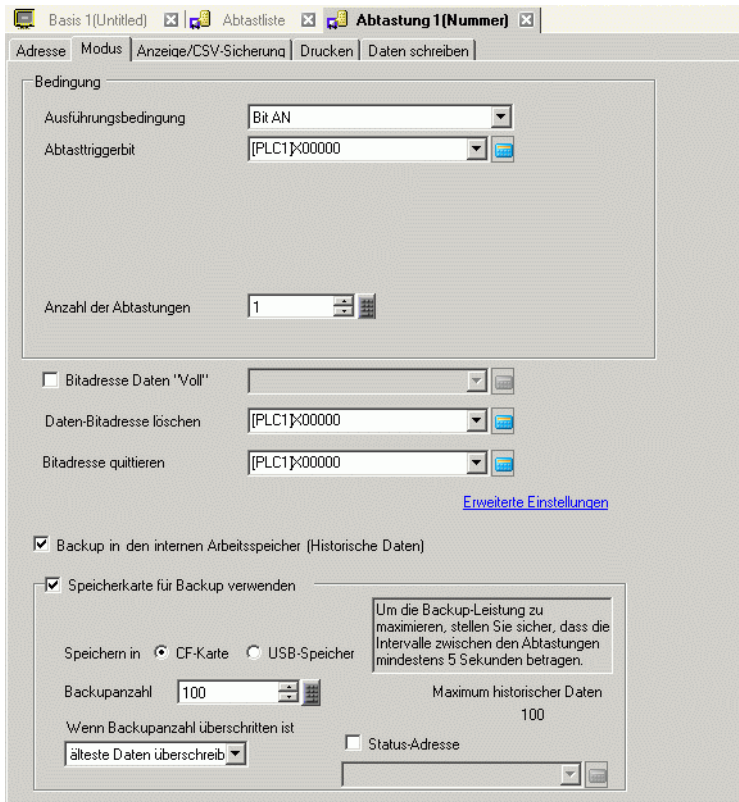 Basis 1(Untitled) Abtastliste Abtastung 1(Nummer)
Adresse Modus Anzeige/CSV-Sicherung Drucken Daten schreiben
Bedingung
Ausführungsbedingung Bit AN
Abtasttriggerbit [PLC1]X00000
Anzahl der Abtastungen 1
Bitadresse Daten "Voll"
Daten-Bitadresse löschen [PLC1]X00000
Bitadresse quittieren [PLC1]X00000
Erweiterte Einstellungen
Backup in den internen Arbeitsspeicher (Historische Daten)
Speicherkarte für Backup verwenden
Um die Backup-Leistung zu
maximieren, stellen Sie sicher, dass die
Intervalle zwischen den Abtastungen
mindestens 5 Sekunden betragen.
Speichern in CF-Karte USB-Speicher
Backupanzahl 100
Maximum historischer Daten
100
Wenn Backupanzahl überschritten ist
älteste Daten überschreib
Status-Adresse